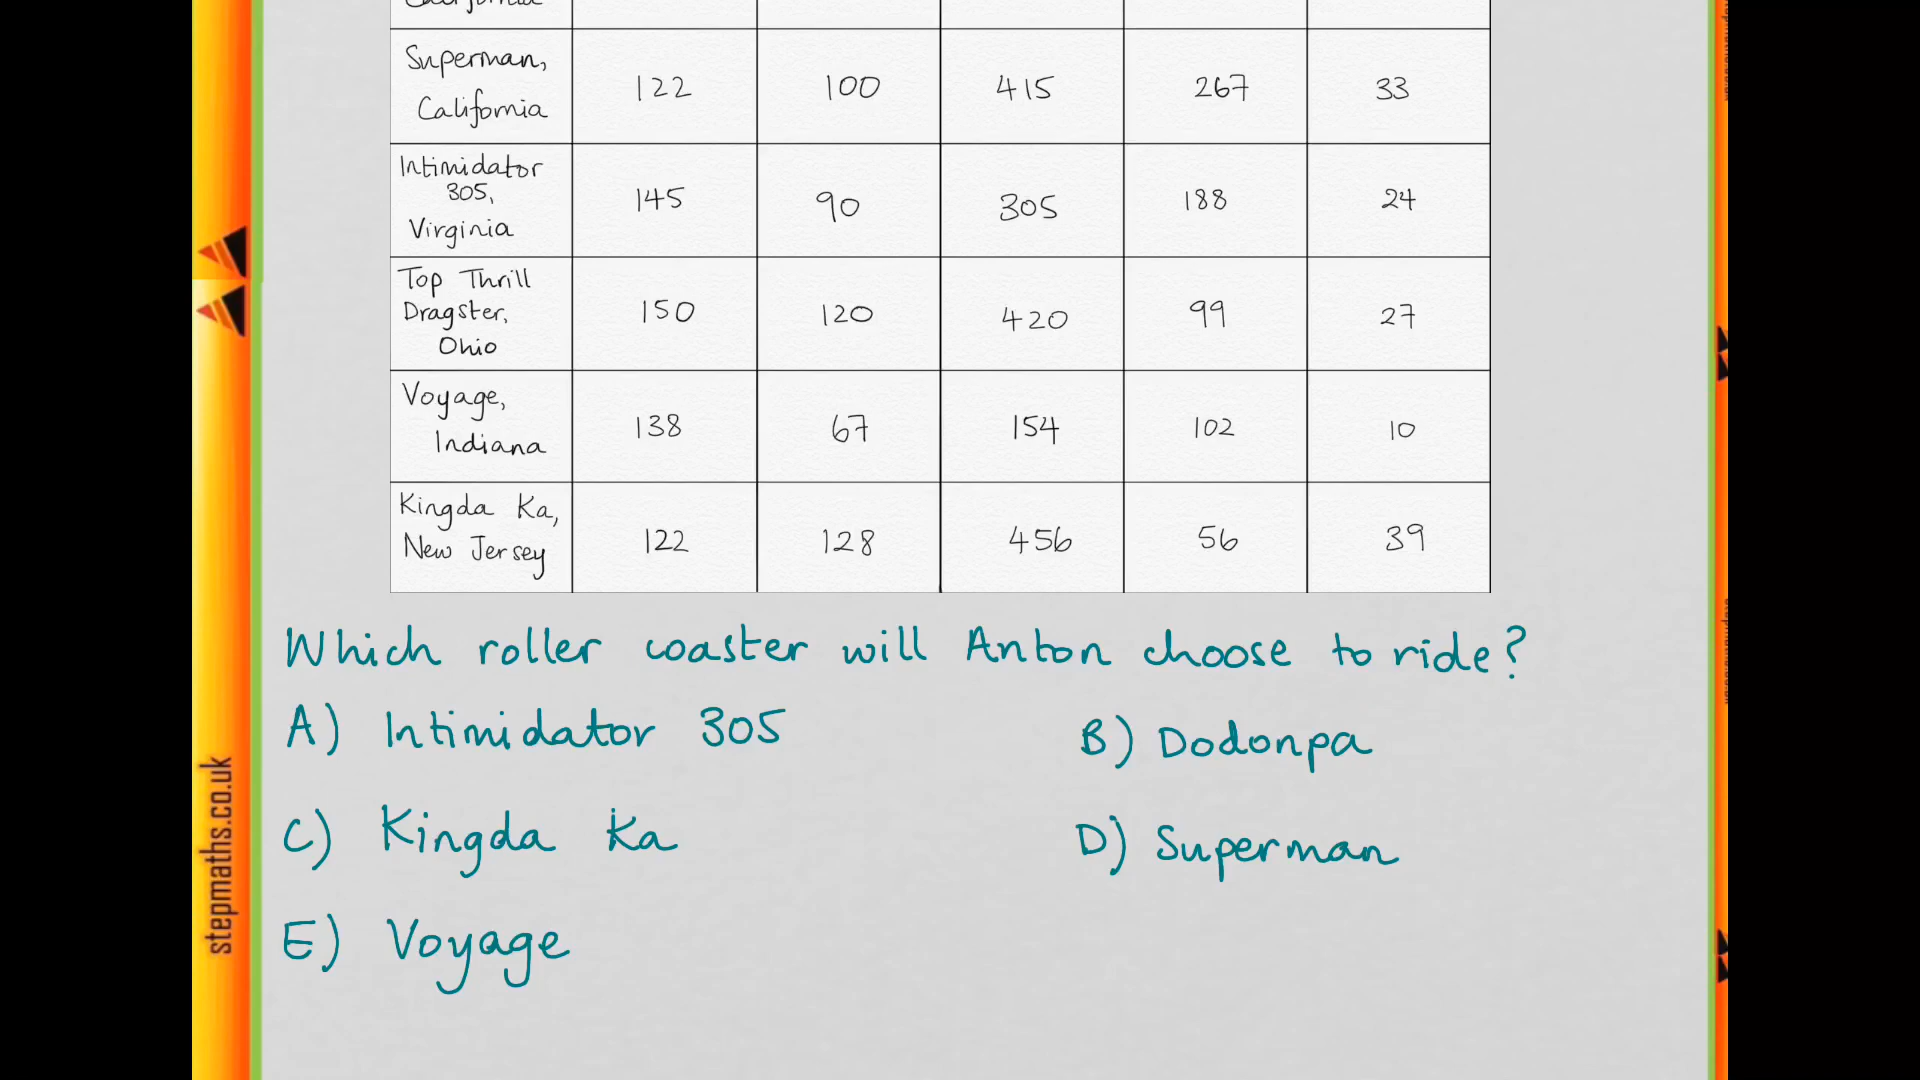 California
Superman,
California
122
100
415
267
33
Intimidator
305,
Virginia
145
90
305
188
24
Top Thrill
Dragster,
Ohio
150
120
420
99
27
Voyage,
Indiana
138
67
154
102
10
Kingda Ka,
New Jersey
122
128
456
56
39
Which roller coaster will Anton choose to ride?
A) Intimidator 305
B) Dodonpa
C) Kingda Ka
D) Superman
E) Voyage
stepmaths.co.uk